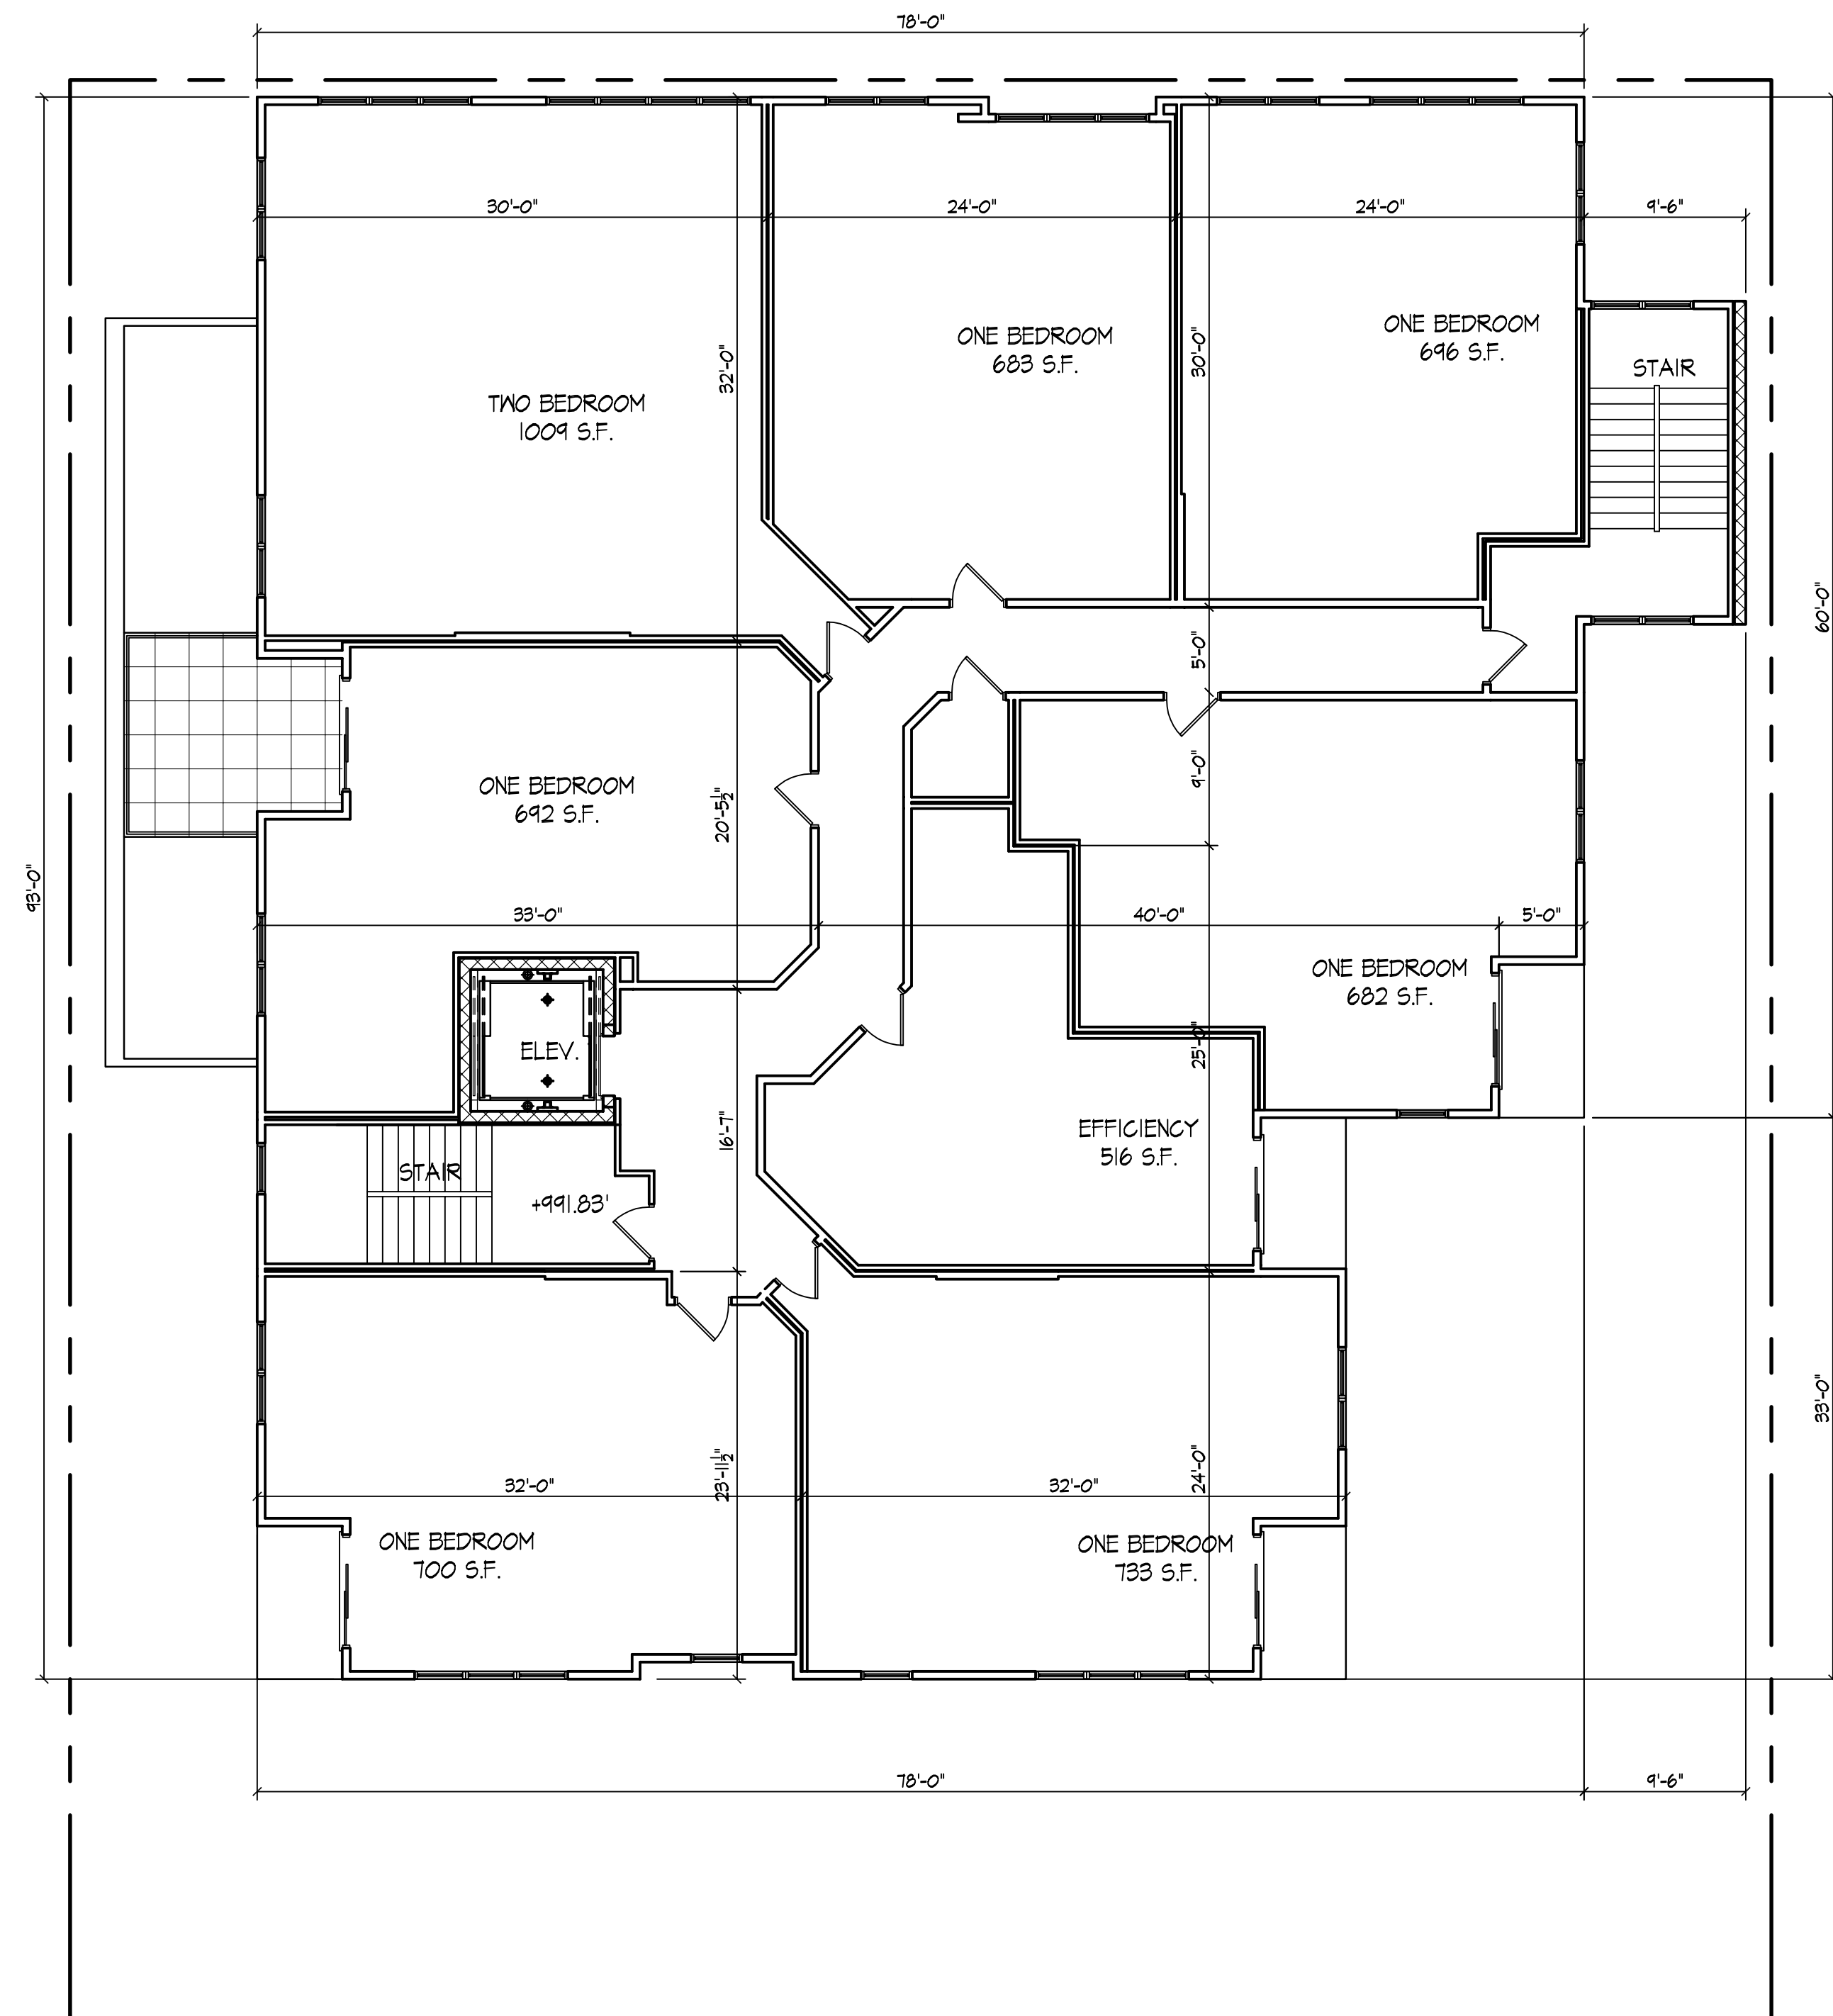 78'-0"
30'-0"
24'-0"
24'-0"
9'-6"
ONE BEDROOM
696 S.F.
ONE BEDROOM
683 S.F.
32'-0"
30'-0"
STAIR
TWO BEDROOM
1009 S.F.
60'-0"
5'-0"
9'-0"
ONE BEDROOM
692 S.F.
20'-5½"
93'-0"
33'-0"
40'-0"
5'-0"
ONE BEDROOM
682 S.F.
ELEV.
25'-0"
16'-7"
EFFICIENCY
516 S.F.
STAIR
+991.83'
33'-0"
23'-11½"
24'-0"
32'-0"
32'-0"
ONE BEDROOM
700 S.F.
ONE BEDROOM
733 S.F.
78'-0"
9'-6"